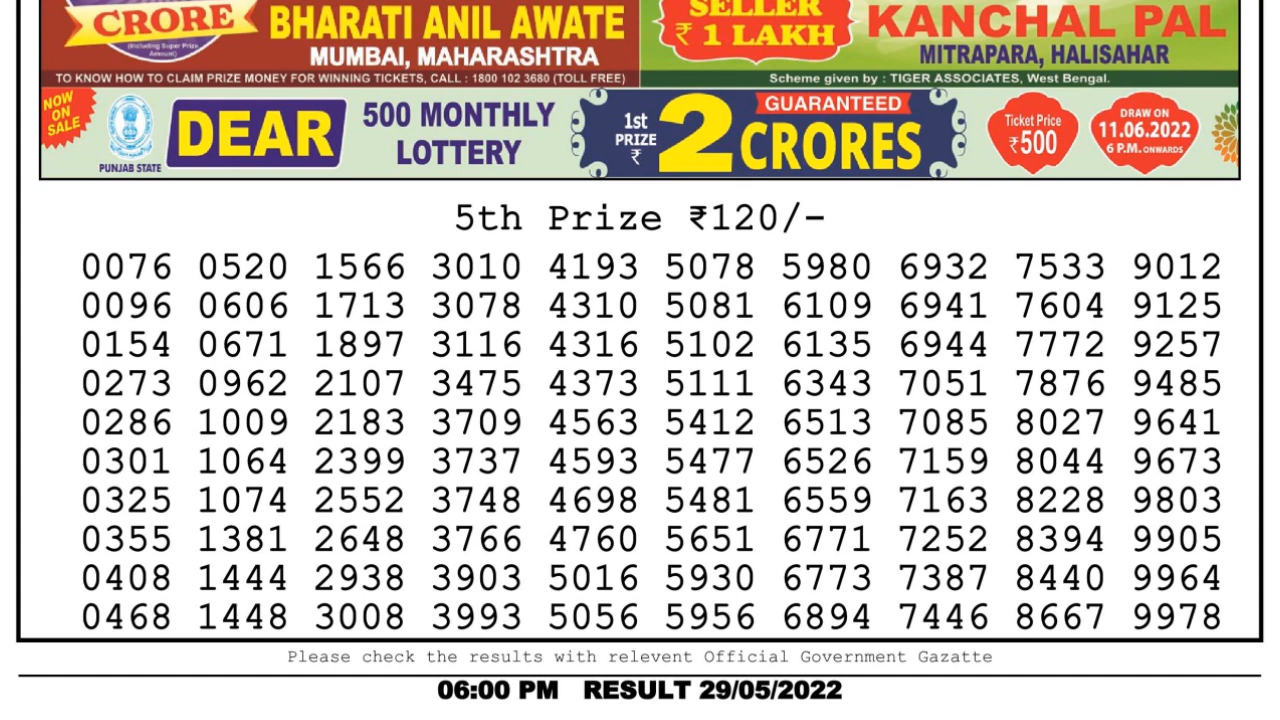 CRORE
(Including Super Prize Amount)
BHARATI ANIL AWATE
MUMBAI, MAHARASHTRA
TO KNOW HOW TO CLAIM PRIZE MONEY FOR WINNING TICKETS, CALL : 1800 102 3680 (TOLL FREE)
SELLER
₹ 1 LAKH
KANCHAL PAL
MITRAPARA, HALISAHAR
Scheme given by : TIGER ASSOCIATES, West Bengal.
NOW
ON
SALE
PUNJAB STATE
DEAR
500 MONTHLY
LOTTERY
1st
PRIZE
₹
2
GUARANTEED
CRORES
Ticket Price
₹500
DRAW ON
11.06.2022
6 P.M. ONWARDS
5th Prize ₹120/-
0076 0520 1566 3010 4193 5078 5980 6932 7533 9012
0096 0606 1713 3078 4310 5081 6109 6941 7604 9125
0154 0671 1897 3116 4316 5102 6135 6944 7772 9257
0273 0962 2107 3475 4373 5111 6343 7051 7876 9485
0286 1009 2183 3709 4563 5412 6513 7085 8027 9641
0301 1064 2399 3737 4593 5477 6526 7159 8044 9673
0325 1074 2552 3748 4698 5481 6559 7163 8228 9803
0355 1381 2648 3766 4760 5651 6771 7252 8394 9905
0408 1444 2938 3903 5016 5930 6773 7387 8440 9964
0468 1448 3008 3993 5056 5956 6894 7446 8667 9978
Please check the results with relevent Official Government Gazatte
06:00 PM RESULT 29/05/2022